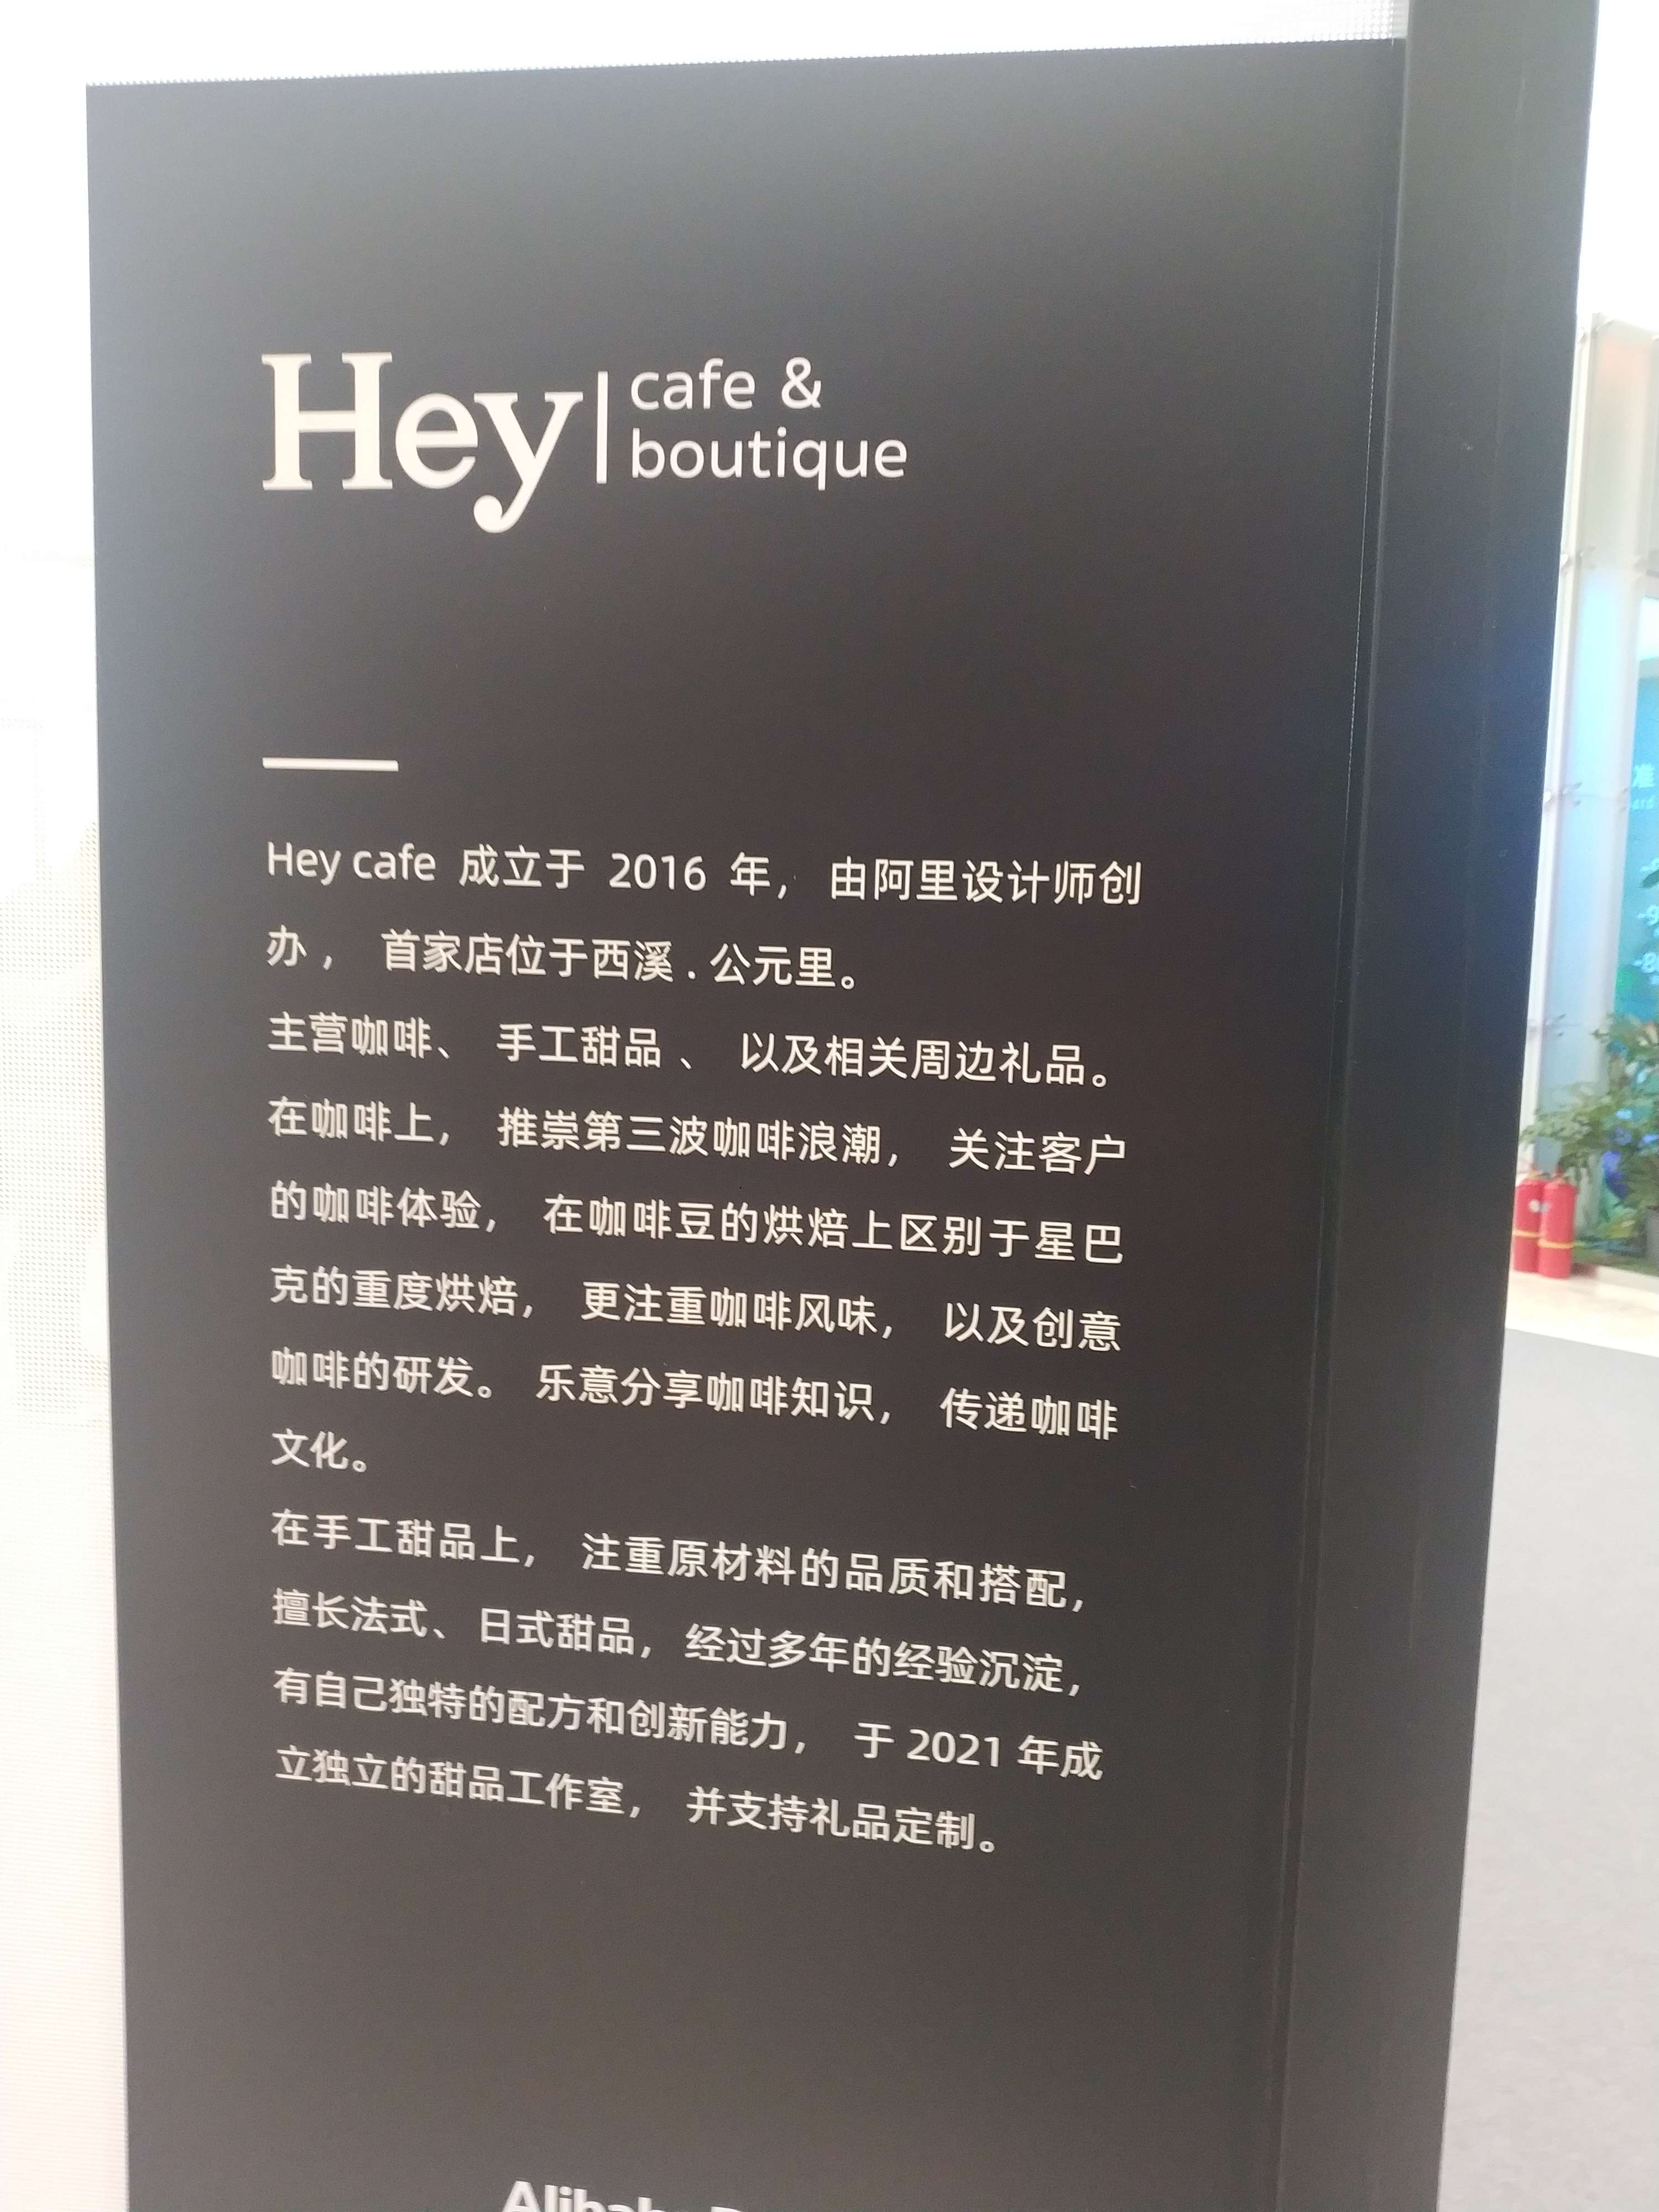 Hey
cafe &
boutique
Hey cafe 成立于 2016 年， 由阿里设计师创
办， 首家店位于西溪 . 公元里。
主营咖啡、 手工甜品 、 以及相关周边礼品。
在咖啡上， 推崇第三波咖啡浪潮， 关注客户
的咖啡体验， 在咖啡豆的烘焙上区别于星巴
克的重度烘焙， 更注重咖啡风味， 以及创意
咖啡的研发。 乐意分享咖啡知识， 传递咖啡
文化。
在手工甜品上， 注重原材料的品质和搭配，
擅长法式、 日式甜品，经过多年的经验沉淀，
有自己独特的配方和创新能力， 于 2021 年成
立独立的甜品工作室， 并支持礼品定制。